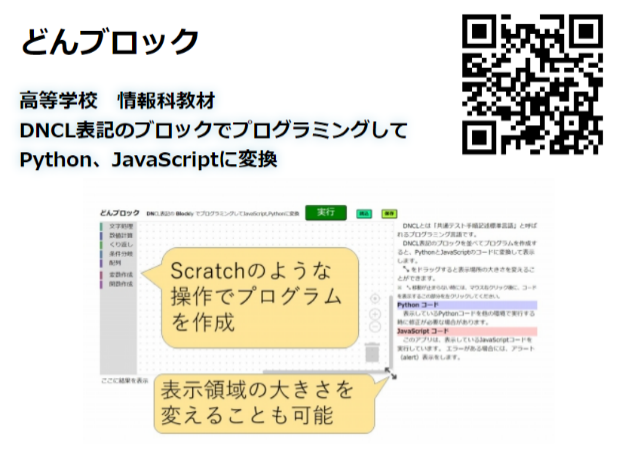 どんブロック
高等学校　情報科教材
DNCL表記のブロックでプログラミングして
Python、JavaScriptに変換
どんブロック DNCL表記の Blockly でプログラミングしてJavaScript,Pythonに変換 実行 読込 保存
文字処理
数値計算
くり返し
条件分岐
配列
変数作成
関数作成
Scratchのような
操作でプログラム
を作成
DNCLとは「共通テスト手順記述標準言語」と呼ば
れるプログラミング言語です。
DNCL表記のブロックを並べてプログラムを作成す
ると、PythonとJavaScriptのコードに変換して表示
します。
をドラッグすると表示場所の大きさを変えるこ
とができます。
Python コード
表示しているPythonコードを他の環境で実行する
時に修正が必要な場合があります。
JavaScript コード
このアプリは、表示しているJavaScriptコードを
実行しています。エラーがある場合には、アラート
（alert）表示をします。
ここに結果を表示
表示領域の大きさを
変えることも可能